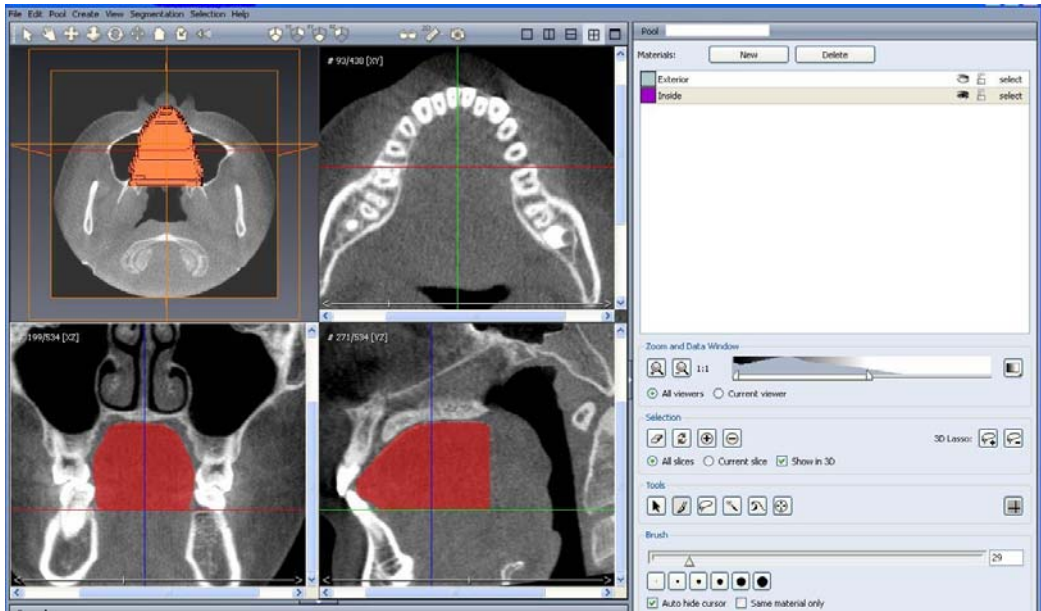 File Edit Pool Create View Segmentation Selection Help
# 93/438 [XY]
199/534 [XZ]
# 271/534 [YZ]
Pool
Materials: New Delete
Exterior select
Inside select
Zoom and Data Window
1:1
All viewers Current viewer
Selection
3D Lasso:
All slices Current slice Show in 3D
Tools
Brush
29
Auto hide cursor Same material only